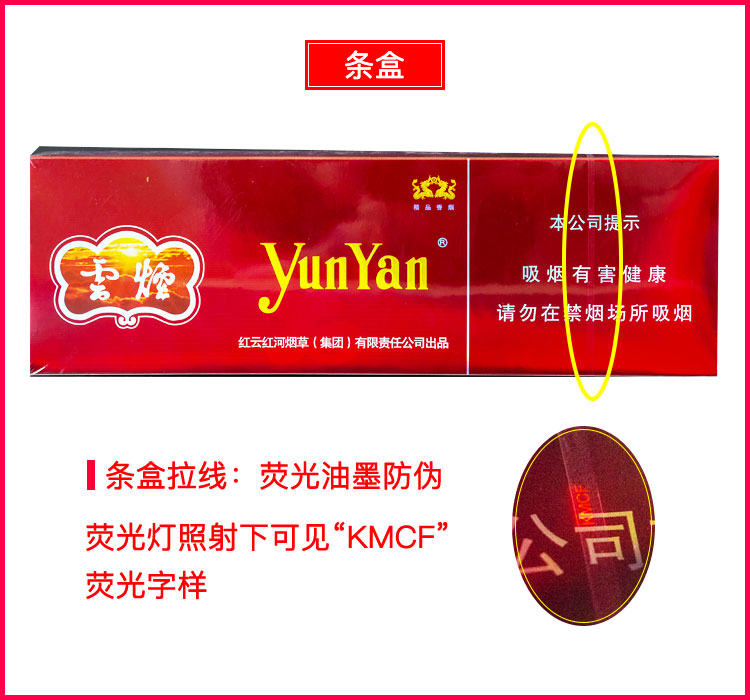 条盒
精品香烟
本公司提示
雲煙
YunYan®
吸烟有害健康
请勿在禁烟场所吸烟
红云红河烟草(集团)有限责任公司出品
条盒拉线:荧光油墨防伪
荧光灯照射下可见“KMCF”
荧光字样
KMCF
公司